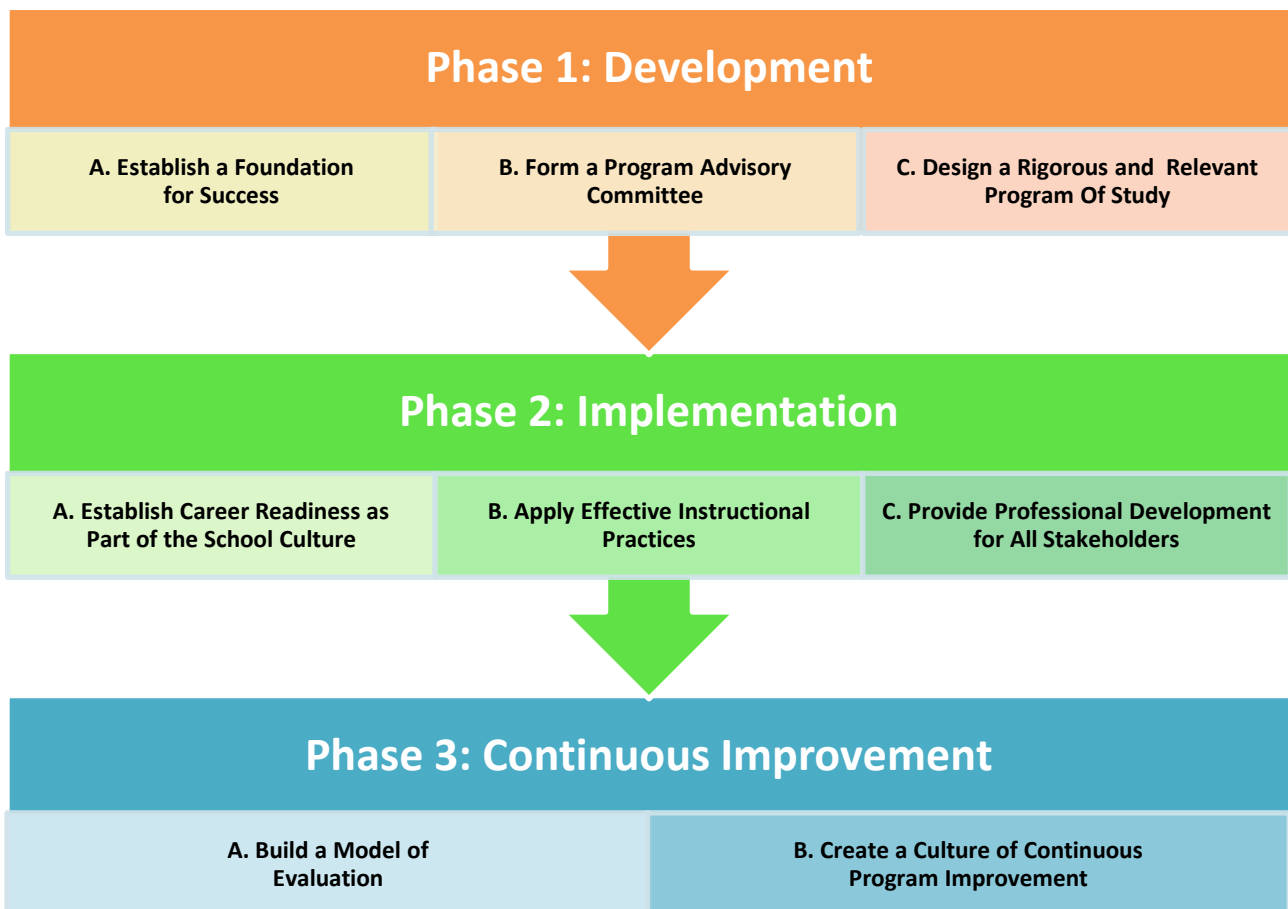 Phase 1: Development
A. Establish a Foundation
for Success
B. Form a Program Advisory
Committee
C. Design a Rigorous and Relevant
Program Of Study
Phase 2: Implementation
A. Establish Career Readiness as
Part of the School Culture
B. Apply Effective Instructional
Practices
C. Provide Professional Development
for All Stakeholders
Phase 3: Continuous Improvement
A. Build a Model of
Evaluation
B. Create a Culture of Continuous
Program Improvement